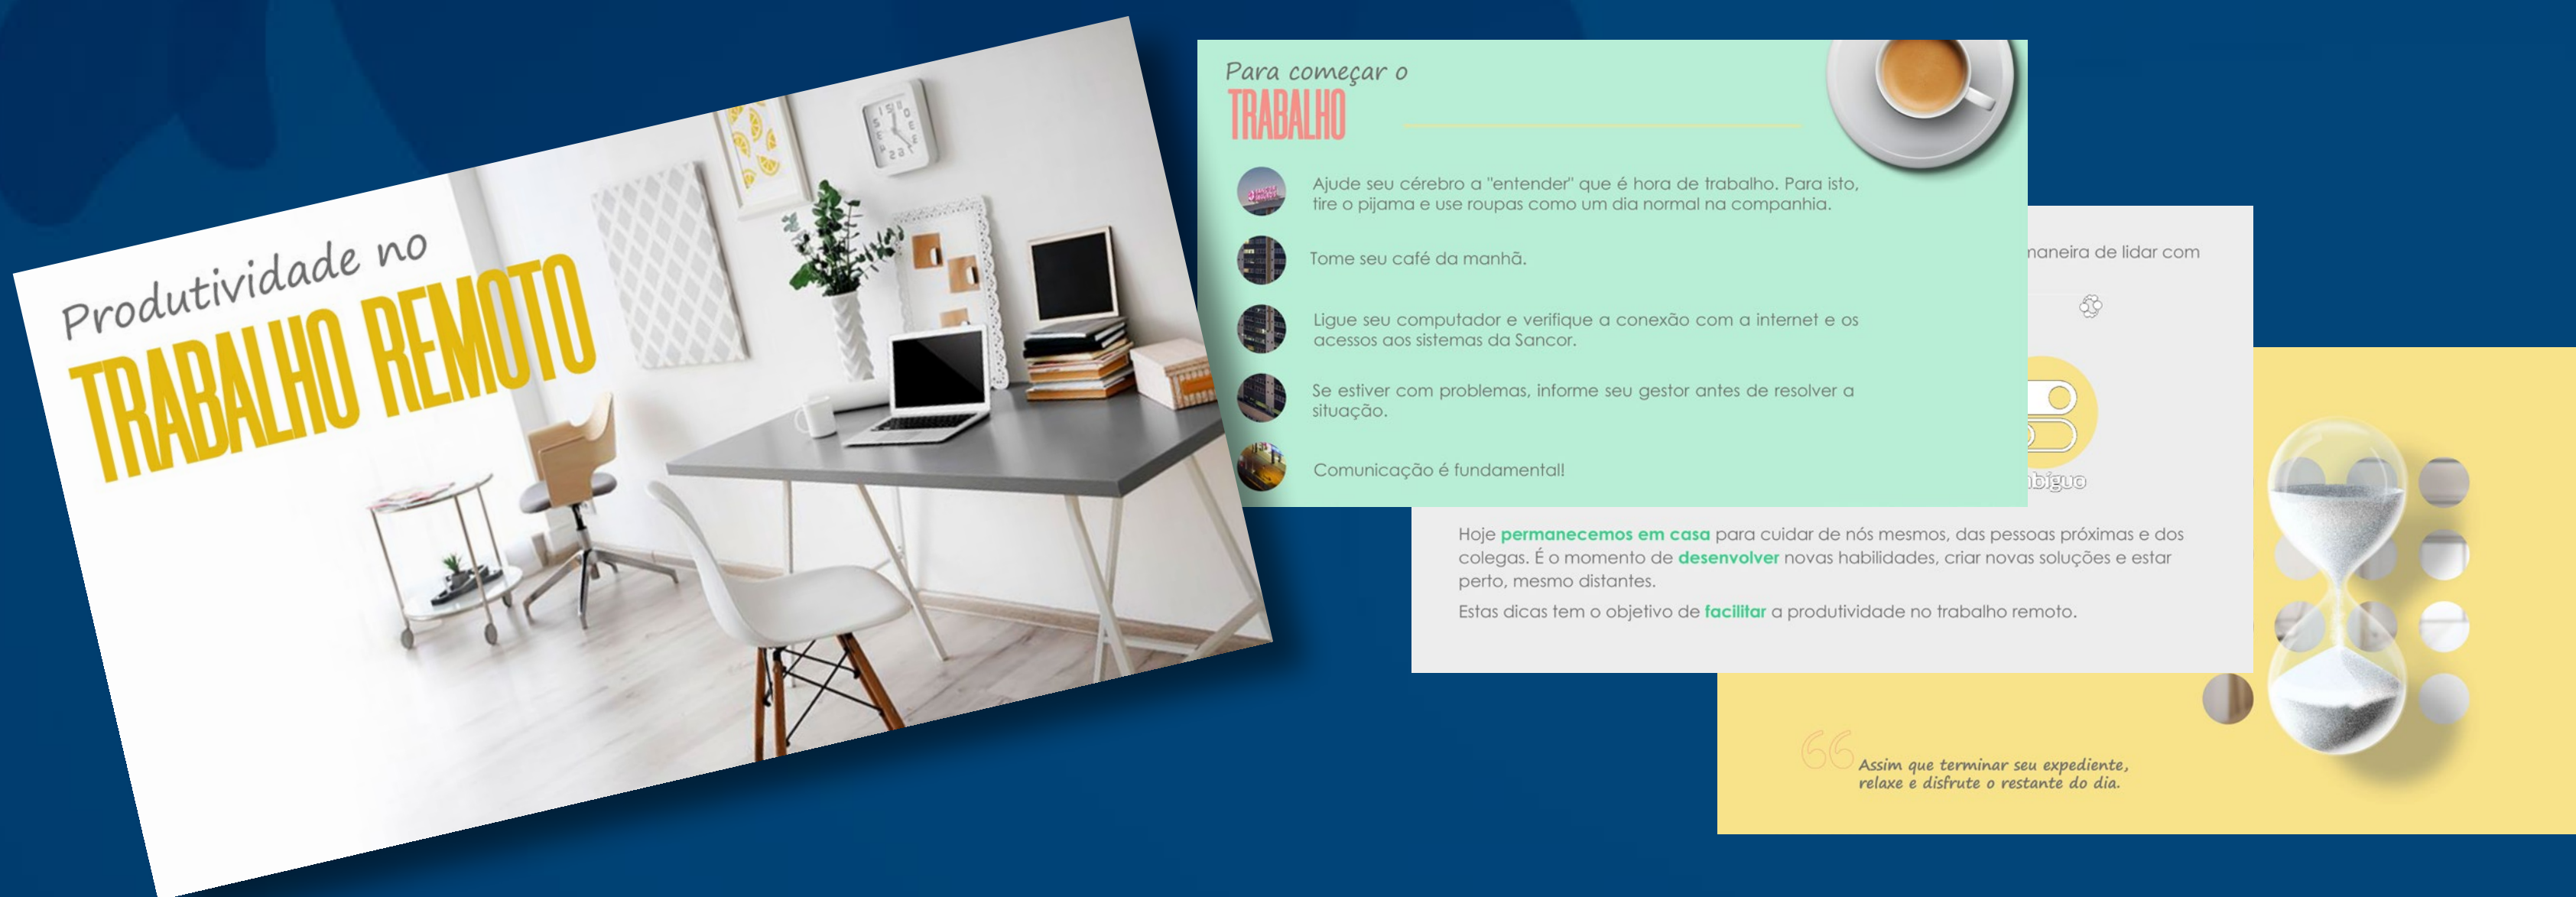 Produtividade no
TRABALHO REMOTO
Para começar o
TRABALHO
Ajude seu cérebro a "entender" que é hora de trabalho. Para isto,
tire o pijama e use roupas como um dia normal na companhia.
Tome seu café da manhã.
Ligue seu computador e verifique a conexão com a internet e os
acessos aos sistemas da Sancor.
Se estiver com problemas, informe seu gestor antes de resolver a
situação.
Comunicação é fundamental!
de lidar com
Hoje permanecemos em casa para cuidar de nós mesmos, das pessoas próximas e dos
colegas. É o momento de desenvolver novas habilidades, criar novas soluções e estar
perto, mesmo distantes.
Estas dicas tem o objetivo de facilitar a produtividade no trabalho remoto.
Assim que terminar seu expediente,
relaxe e disfrute o restante do dia.